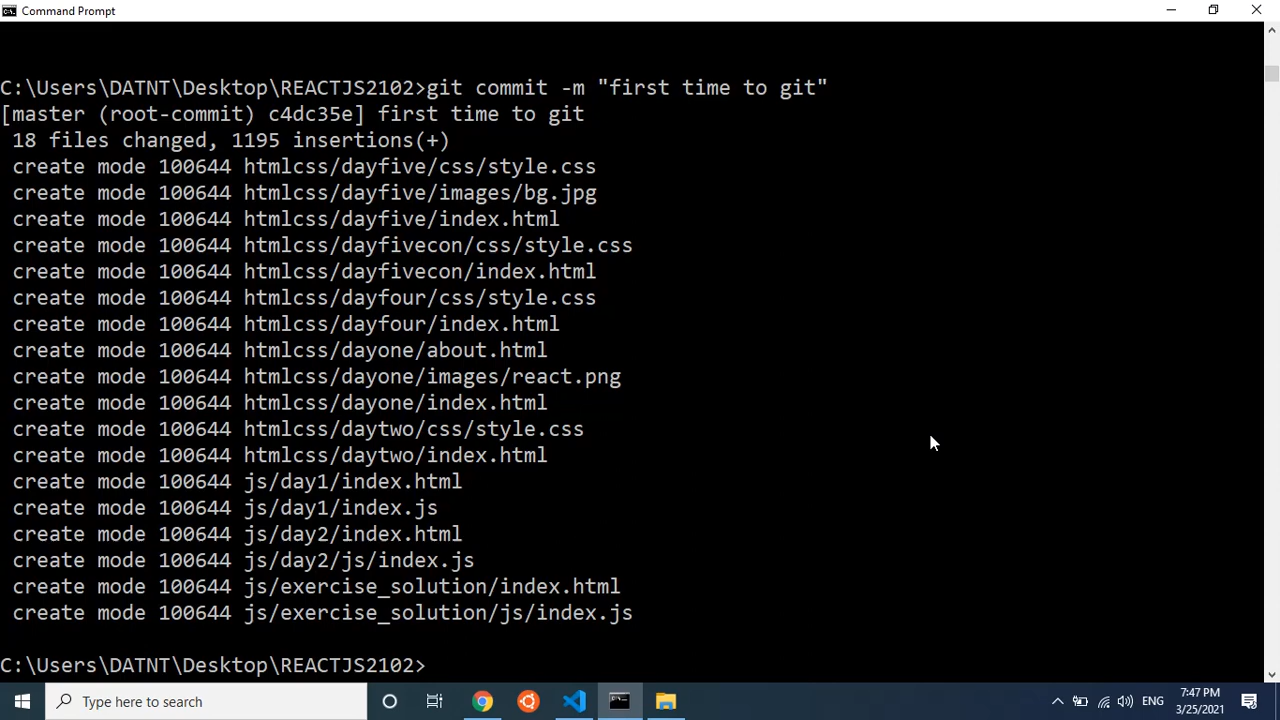 Command Prompt
C:\Users\DATNT\Desktop\REACTJS2102>git commit -m "first time to git"
[master (root-commit) c4dc35e] first time to git
 18 files changed, 1195 insertions(+)
 create mode 100644 htmlcss/dayfive/css/style.css
 create mode 100644 htmlcss/dayfive/images/bg.jpg
 create mode 100644 htmlcss/dayfive/index.html
 create mode 100644 htmlcss/dayfivecon/css/style.css
 create mode 100644 htmlcss/dayfivecon/index.html
 create mode 100644 htmlcss/dayfour/css/style.css
 create mode 100644 htmlcss/dayfour/index.html
 create mode 100644 htmlcss/dayone/about.html
 create mode 100644 htmlcss/dayone/images/react.png
 create mode 100644 htmlcss/dayone/index.html
 create mode 100644 htmlcss/daytwo/css/style.css
 create mode 100644 htmlcss/daytwo/index.html
 create mode 100644 js/day1/index.html
 create mode 100644 js/day1/index.js
 create mode 100644 js/day2/index.html
 create mode 100644 js/day2/js/index.js
 create mode 100644 js/exercise_solution/index.html
 create mode 100644 js/exercise_solution/js/index.js
C:\Users\DATNT\Desktop\REACTJS2102>
Type here to search
ENG
7:47 PM
3/25/2021